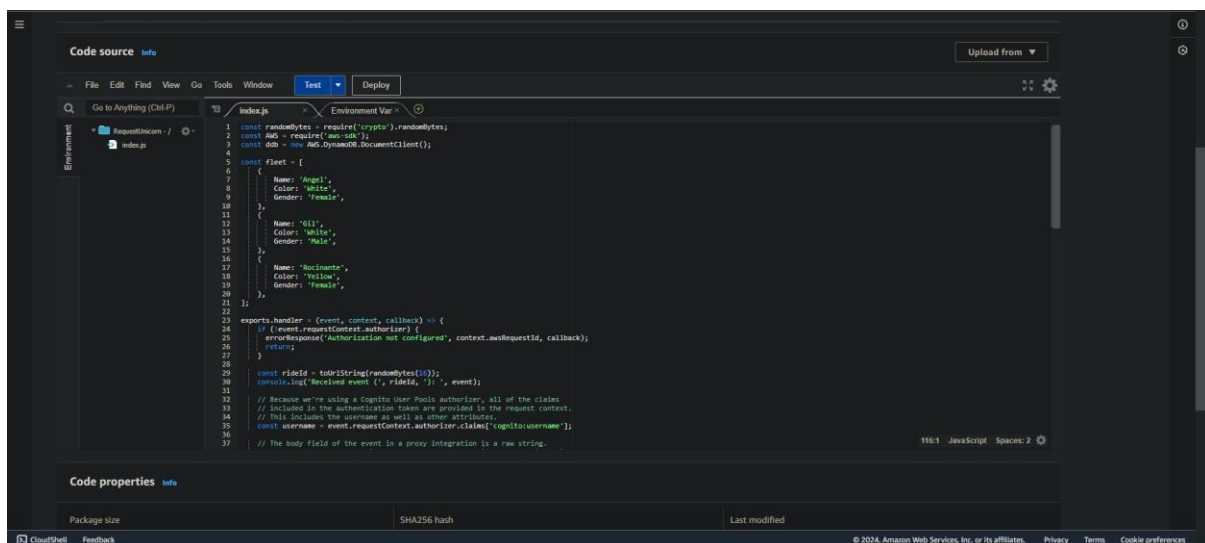 Code source Info
Upload from ▼
File Edit Find View Go Tools Window Test ▼ Deploy
Go to Anything (Ctrl-P)
index.js × Environment Var ×
Environment
RequestUnicorn - /
index.js
1 const randomBytes = require('crypto').randomBytes;
2 const AWS = require('aws-sdk');
3 const ddb = new AWS.DynamoDB.DocumentClient();
4
5 const fleet = [
6 {
7 Name: 'Angel',
8 Color: 'White',
9 Gender: 'Female',
10 },
11 {
12 Name: 'Gil',
13 Color: 'White',
14 Gender: 'Male',
15 },
16 {
17 Name: 'Rocinante',
18 Color: 'Yellow',
19 Gender: 'Female',
20 },
21 ];
22
23 exports.handler = (event, context, callback) => {
24 if (!event.requestContext.authorizer) {
25 errorResponse('Authorization not configured', context.awsRequestId, callback);
26 return;
27 }
28
29 const rideId = toUrlString(randomBytes(16));
30 console.log('Received event (', rideId, '): ', event);
31
32 // Because we're using a Cognito User Pools authorizer, all of the claims
33 // included in the authentication token are provided in the request context.
34 // This includes the username as well as other attributes.
35 const username = event.requestContext.authorizer.claims['cognito:username'];
36
37 // The body field of the event in a proxy integration is a raw string.
116:1 JavaScript Spaces: 2
Code properties Info
Package size SHA256 hash Last modified
CloudShell Feedback © 2024, Amazon Web Services, Inc. or its affiliates. Privacy Terms Cookie preferences